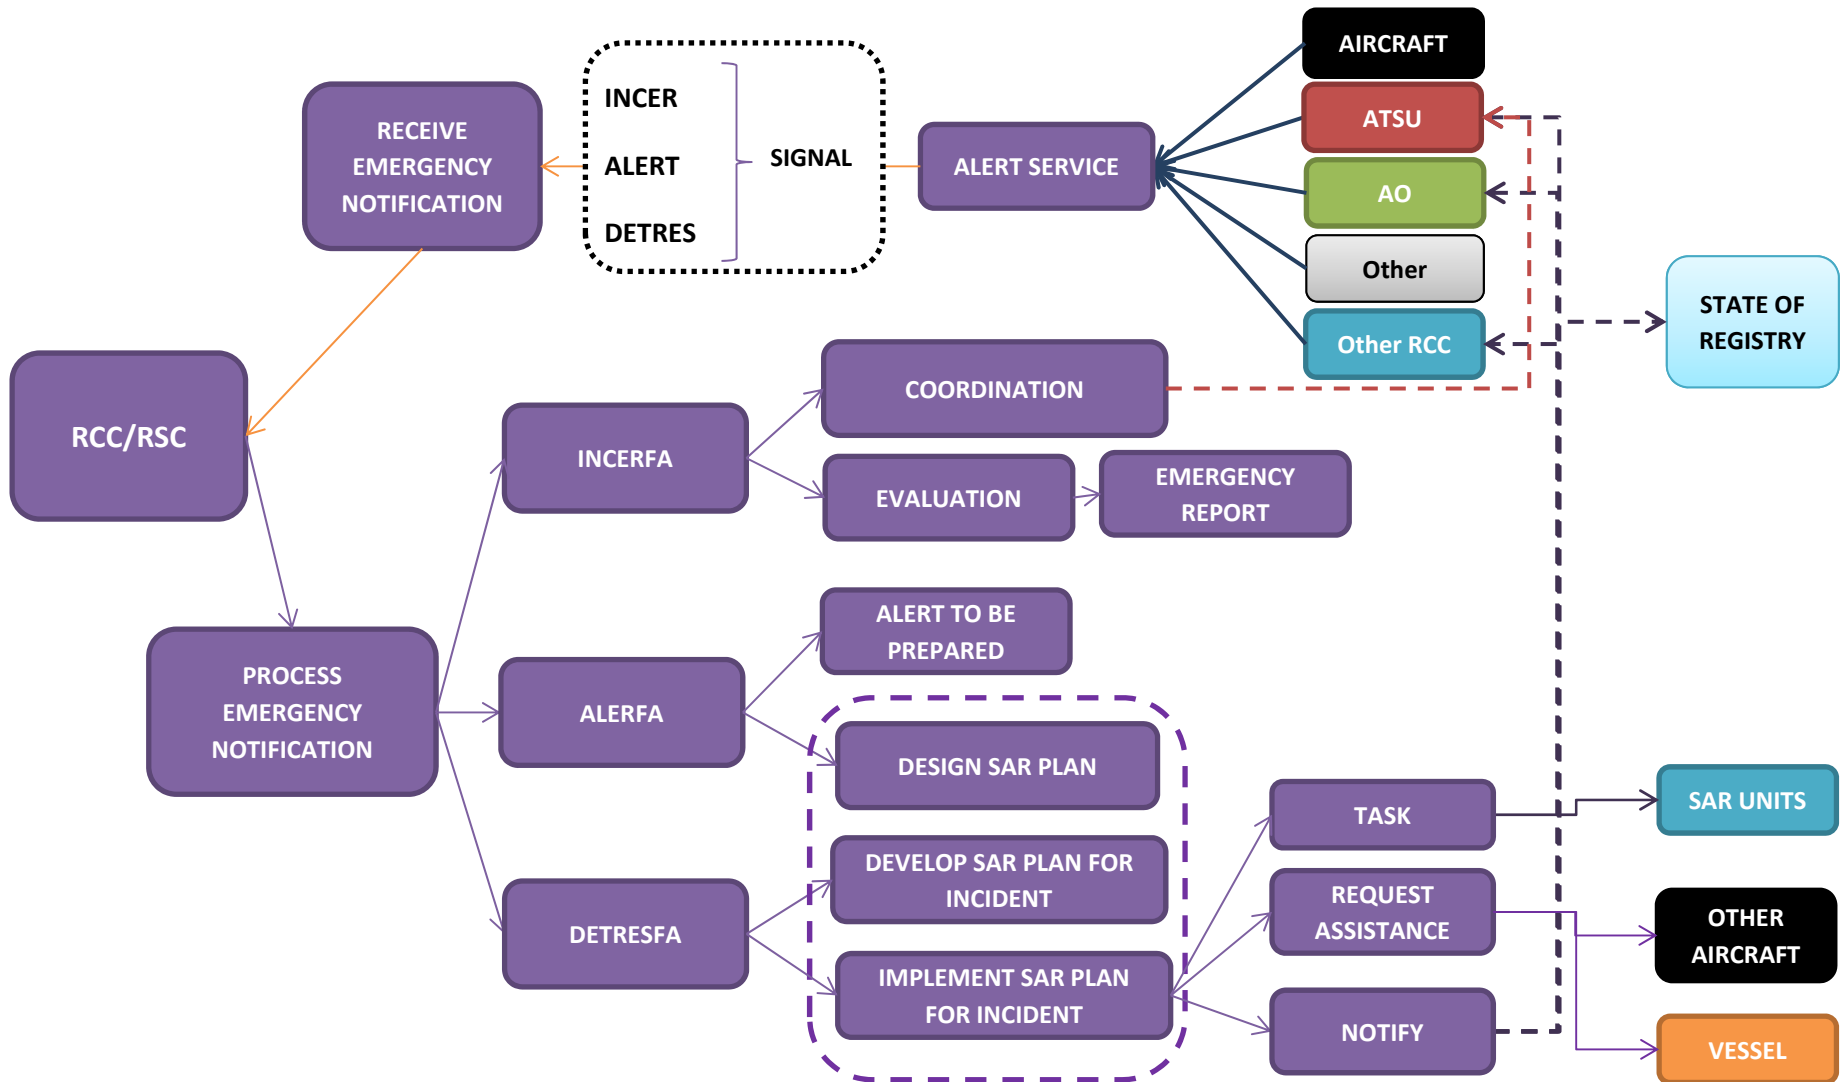 AIRCRAFT
INCER
RECEIVE
EMERGENCY
NOTIFICATION
ALERT
SIGNAL
ALERT SERVICE
ATSU
AO
DETRES
Other
STATE OF
REGISTRY
Other RCC
COORDINATION
RCC/RSC
INCERFA
EVALUATION
EMERGENCY
REPORT
ALERT TO BE
PREPARED
PROCESS
EMERGENCY
NOTIFICATION
ALERFA
DESIGN SAR PLAN
TASK
SAR UNITS
DEVELOP SAR PLAN FOR
INCIDENT
REQUEST
ASSISTANCE
OTHER
AIRCRAFT
DETRESFA
IMPLEMENT SAR PLAN
FOR INCIDENT
NOTIFY
VESSEL